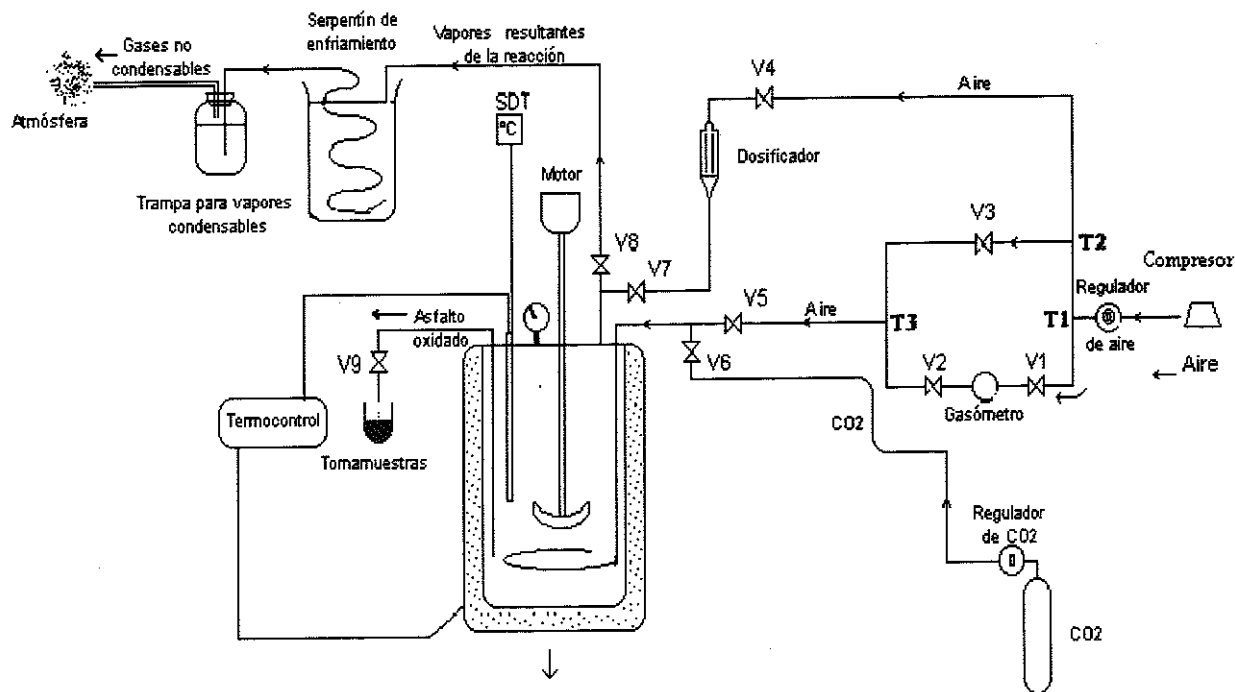 Serpentín de
enfriamiento
Gases no
condensables
Vapores resultantes
de la reacción
Atmósfera
Trampa para vapores
condensables
SDT
°C
Motor
V4
Aire
Dosificador
V3
T2
Compresor
V8
V7
V5
Aire
T3
T1
Regulador
de aire
Aire
V6
V2
V1
Gasómetro
Asfalto
oxidado
V9
Termocontrol
Tomamuestras
CO2
Regulador
de CO2
CO2